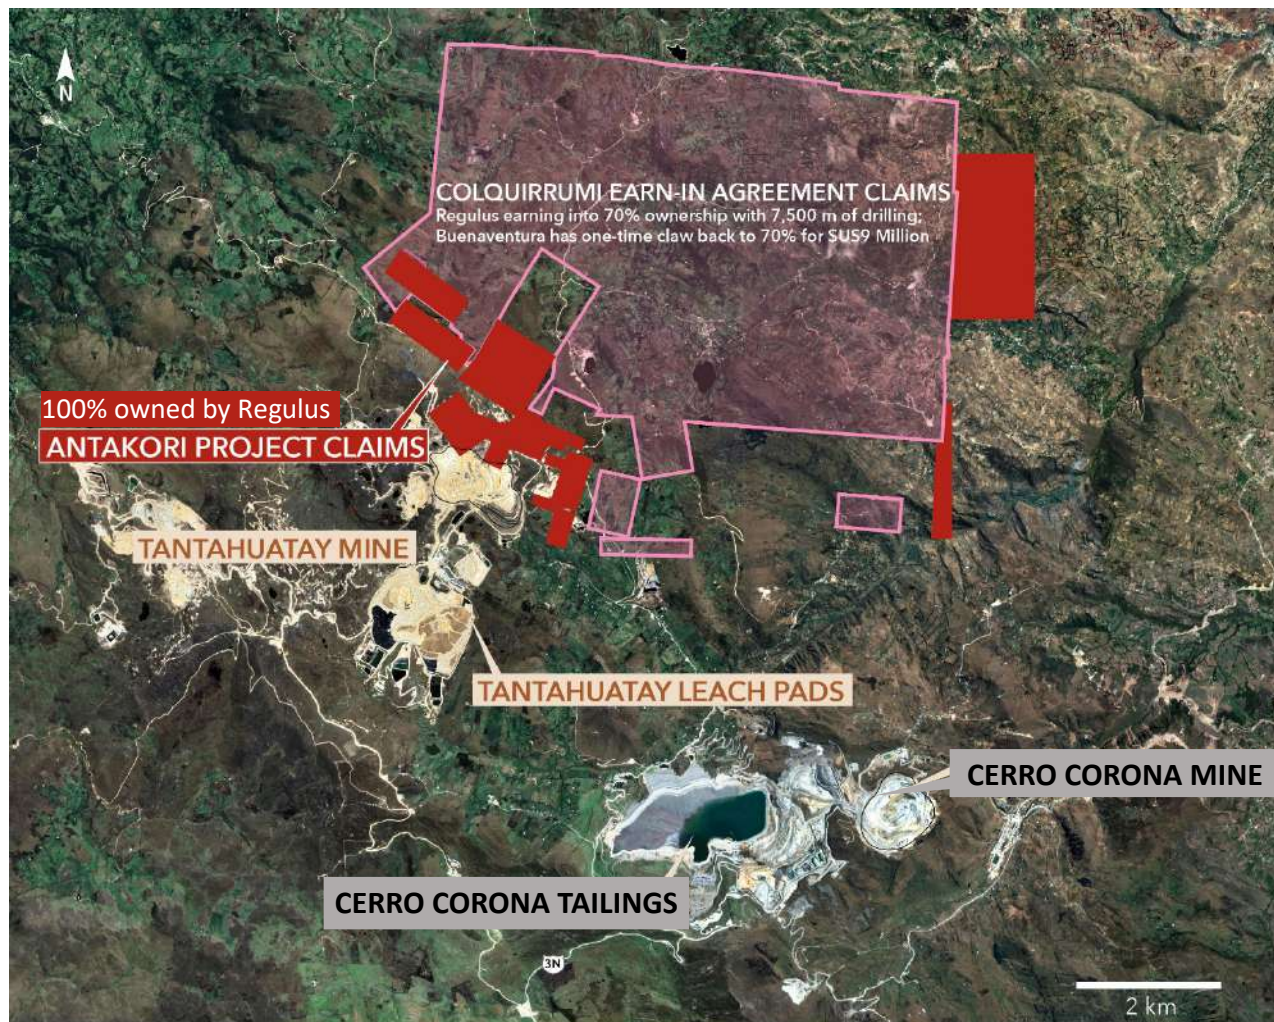 N
COLQUIRRUMI EARN-IN AGREEMENT CLAIMS
Regulus earning into 70% ownership with 7,500 m of drilling;
Buenaventura has one-time claw back to 70% for $US9 Million
100% owned by Regulus
ANTAKORI PROJECT CLAIMS
TANTAHUATAY MINE
TANTAHUATAY LEACH PADS
CERRO CORONA MINE
CERRO CORONA TAILINGS
3N
2 km